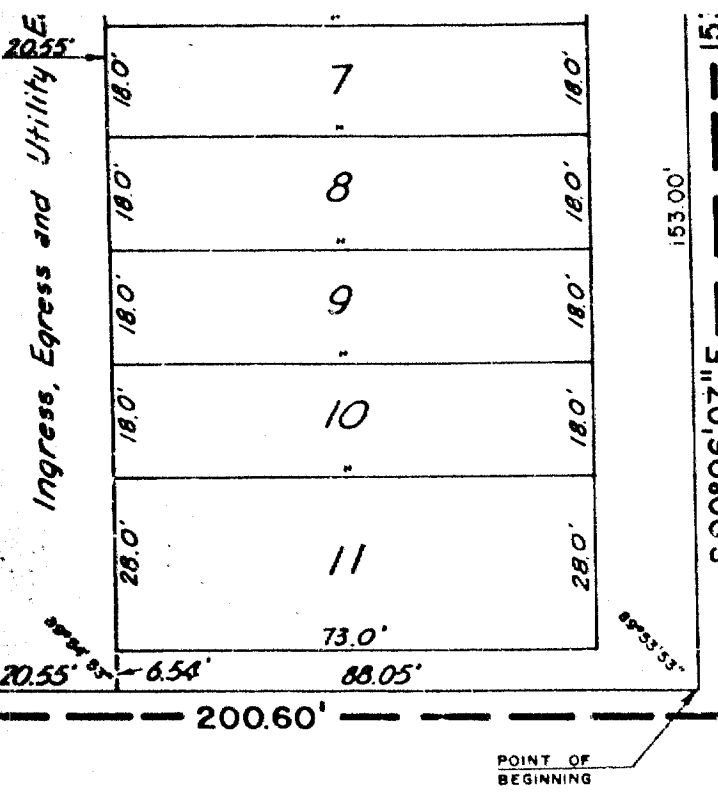 20.55'
Ingress, Egress and Utility E
"
18.0' 7 18.0'
"
18.0' 8 18.0'
"
18.0' 9 18.0'
"
18.0' 10 18.0'
"
28.0' 11 28.0'
73.0'
153.00'
89°53'53"
20.55' 6.54' 88.05'
200.60'
POINT OF
BEGINNING